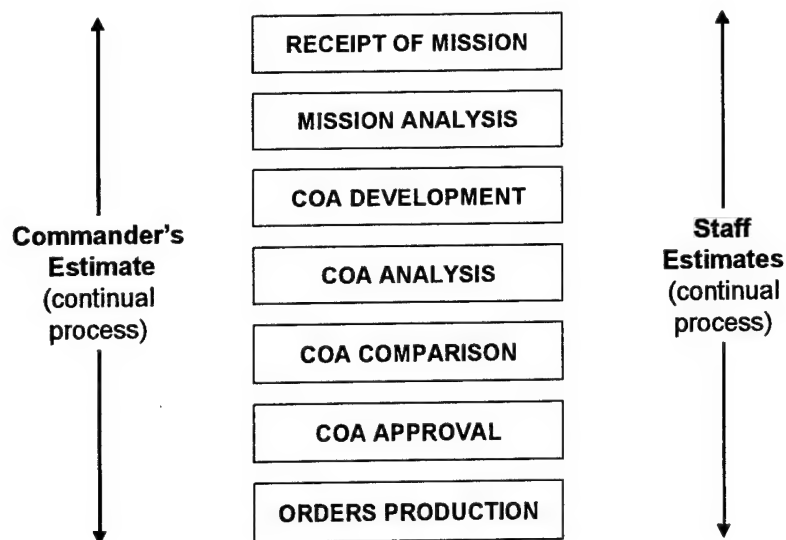 RECEIPT OF MISSION
MISSION ANALYSIS
COA DEVELOPMENT
Commander's
Estimate
(continual
process)
COA ANALYSIS
Staff
Estimates
(continual
process)
COA COMPARISON
COA APPROVAL
ORDERS PRODUCTION